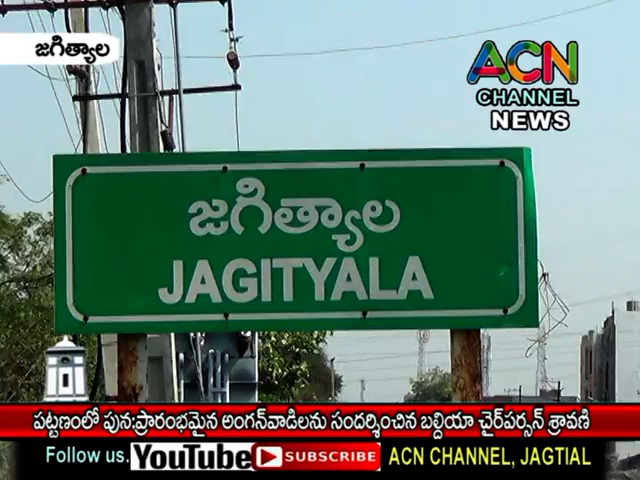 జగిత్యాల
ACN
CHANNEL
NEWS
జగిత్యాల
JAGITYALA
పట్టణంలో పున:ప్రారంభమైన అంగన్‌వాడిలను సందర్శించిన బల్దియా చైర్‌పర్సన్ శ్రావణి
Follow us. YouTube SUBSCRIBE ACN CHANNEL, JAGTIAL